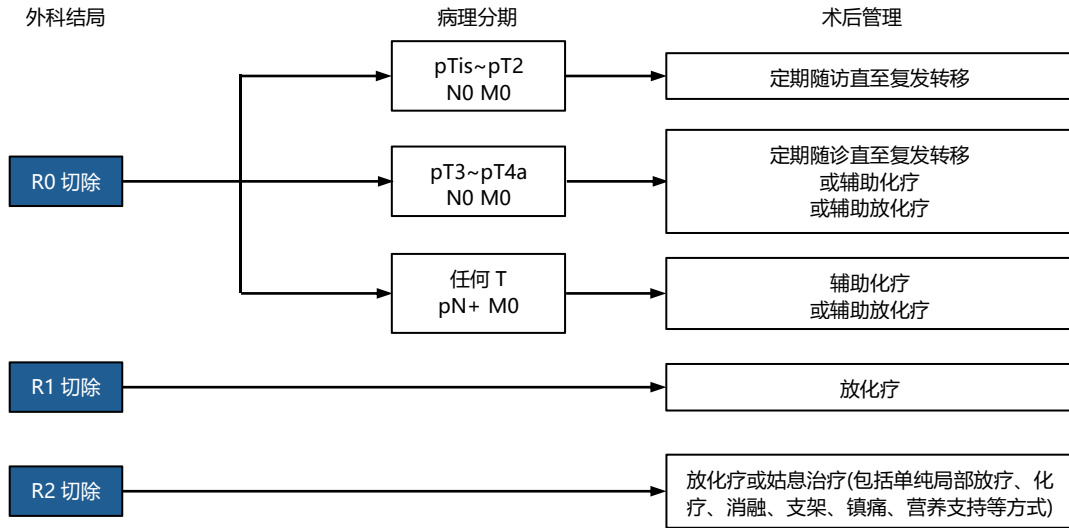 外科结局
病理分期
术后管理
R0 切除
pTis~pT2
N0 M0
定期随访直至复发转移
pT3~pT4a
N0 M0
定期随诊直至复发转移
或辅助化疗
或辅助放化疗
任何 T
pN+ M0
辅助化疗
或辅助放化疗
R1 切除
放化疗
R2 切除
放化疗或姑息治疗(包括单纯局部放疗、化
疗、消融、支架、镇痛、营养支持等方式)